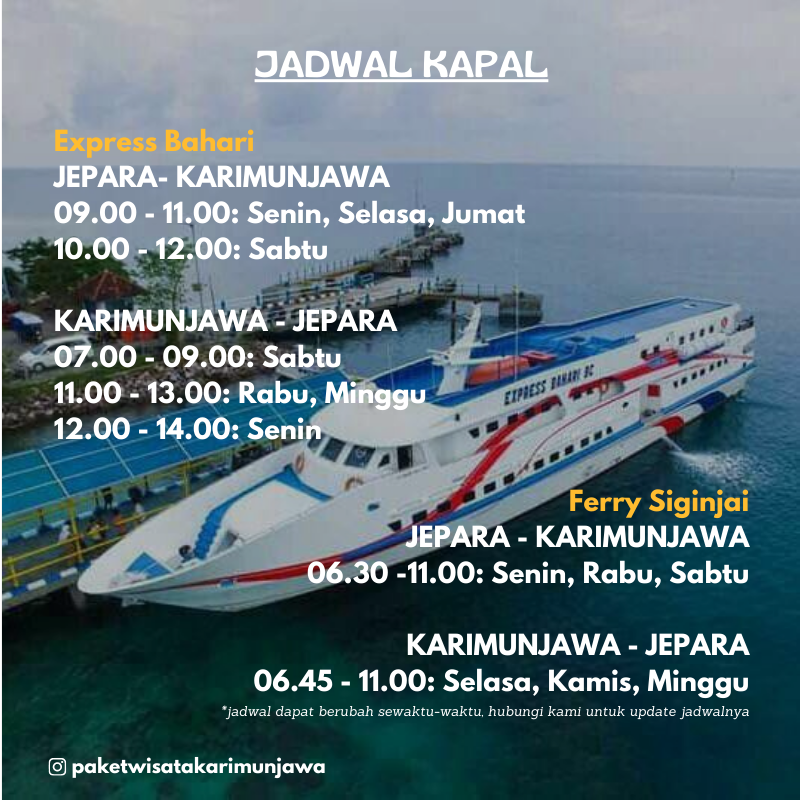 JADWAL KAPAL
Express Bahari
JEPARA- KARIMUNJAWA
09.00 - 11.00: Senin, Selasa, Jumat
10.00 - 12.00: Sabtu
KARIMUNJAWA - JEPARA
07.00 - 09.00: Sabtu
11.00 - 13.00: Rabu, Minggu
12.00 - 14.00: Senin
EXPRESS BAHARI 8C
Ferry Siginjai
JEPARA - KARIMUNJAWA
06.30 -11.00: Senin, Rabu, Sabtu
KARIMUNJAWA - JEPARA
06.45 - 11.00: Selasa, Kamis, Minggu
*jadwal dapat berubah sewaktu-waktu, hubungi kami untuk update jadwalnya
paketwisatakarimunjawa